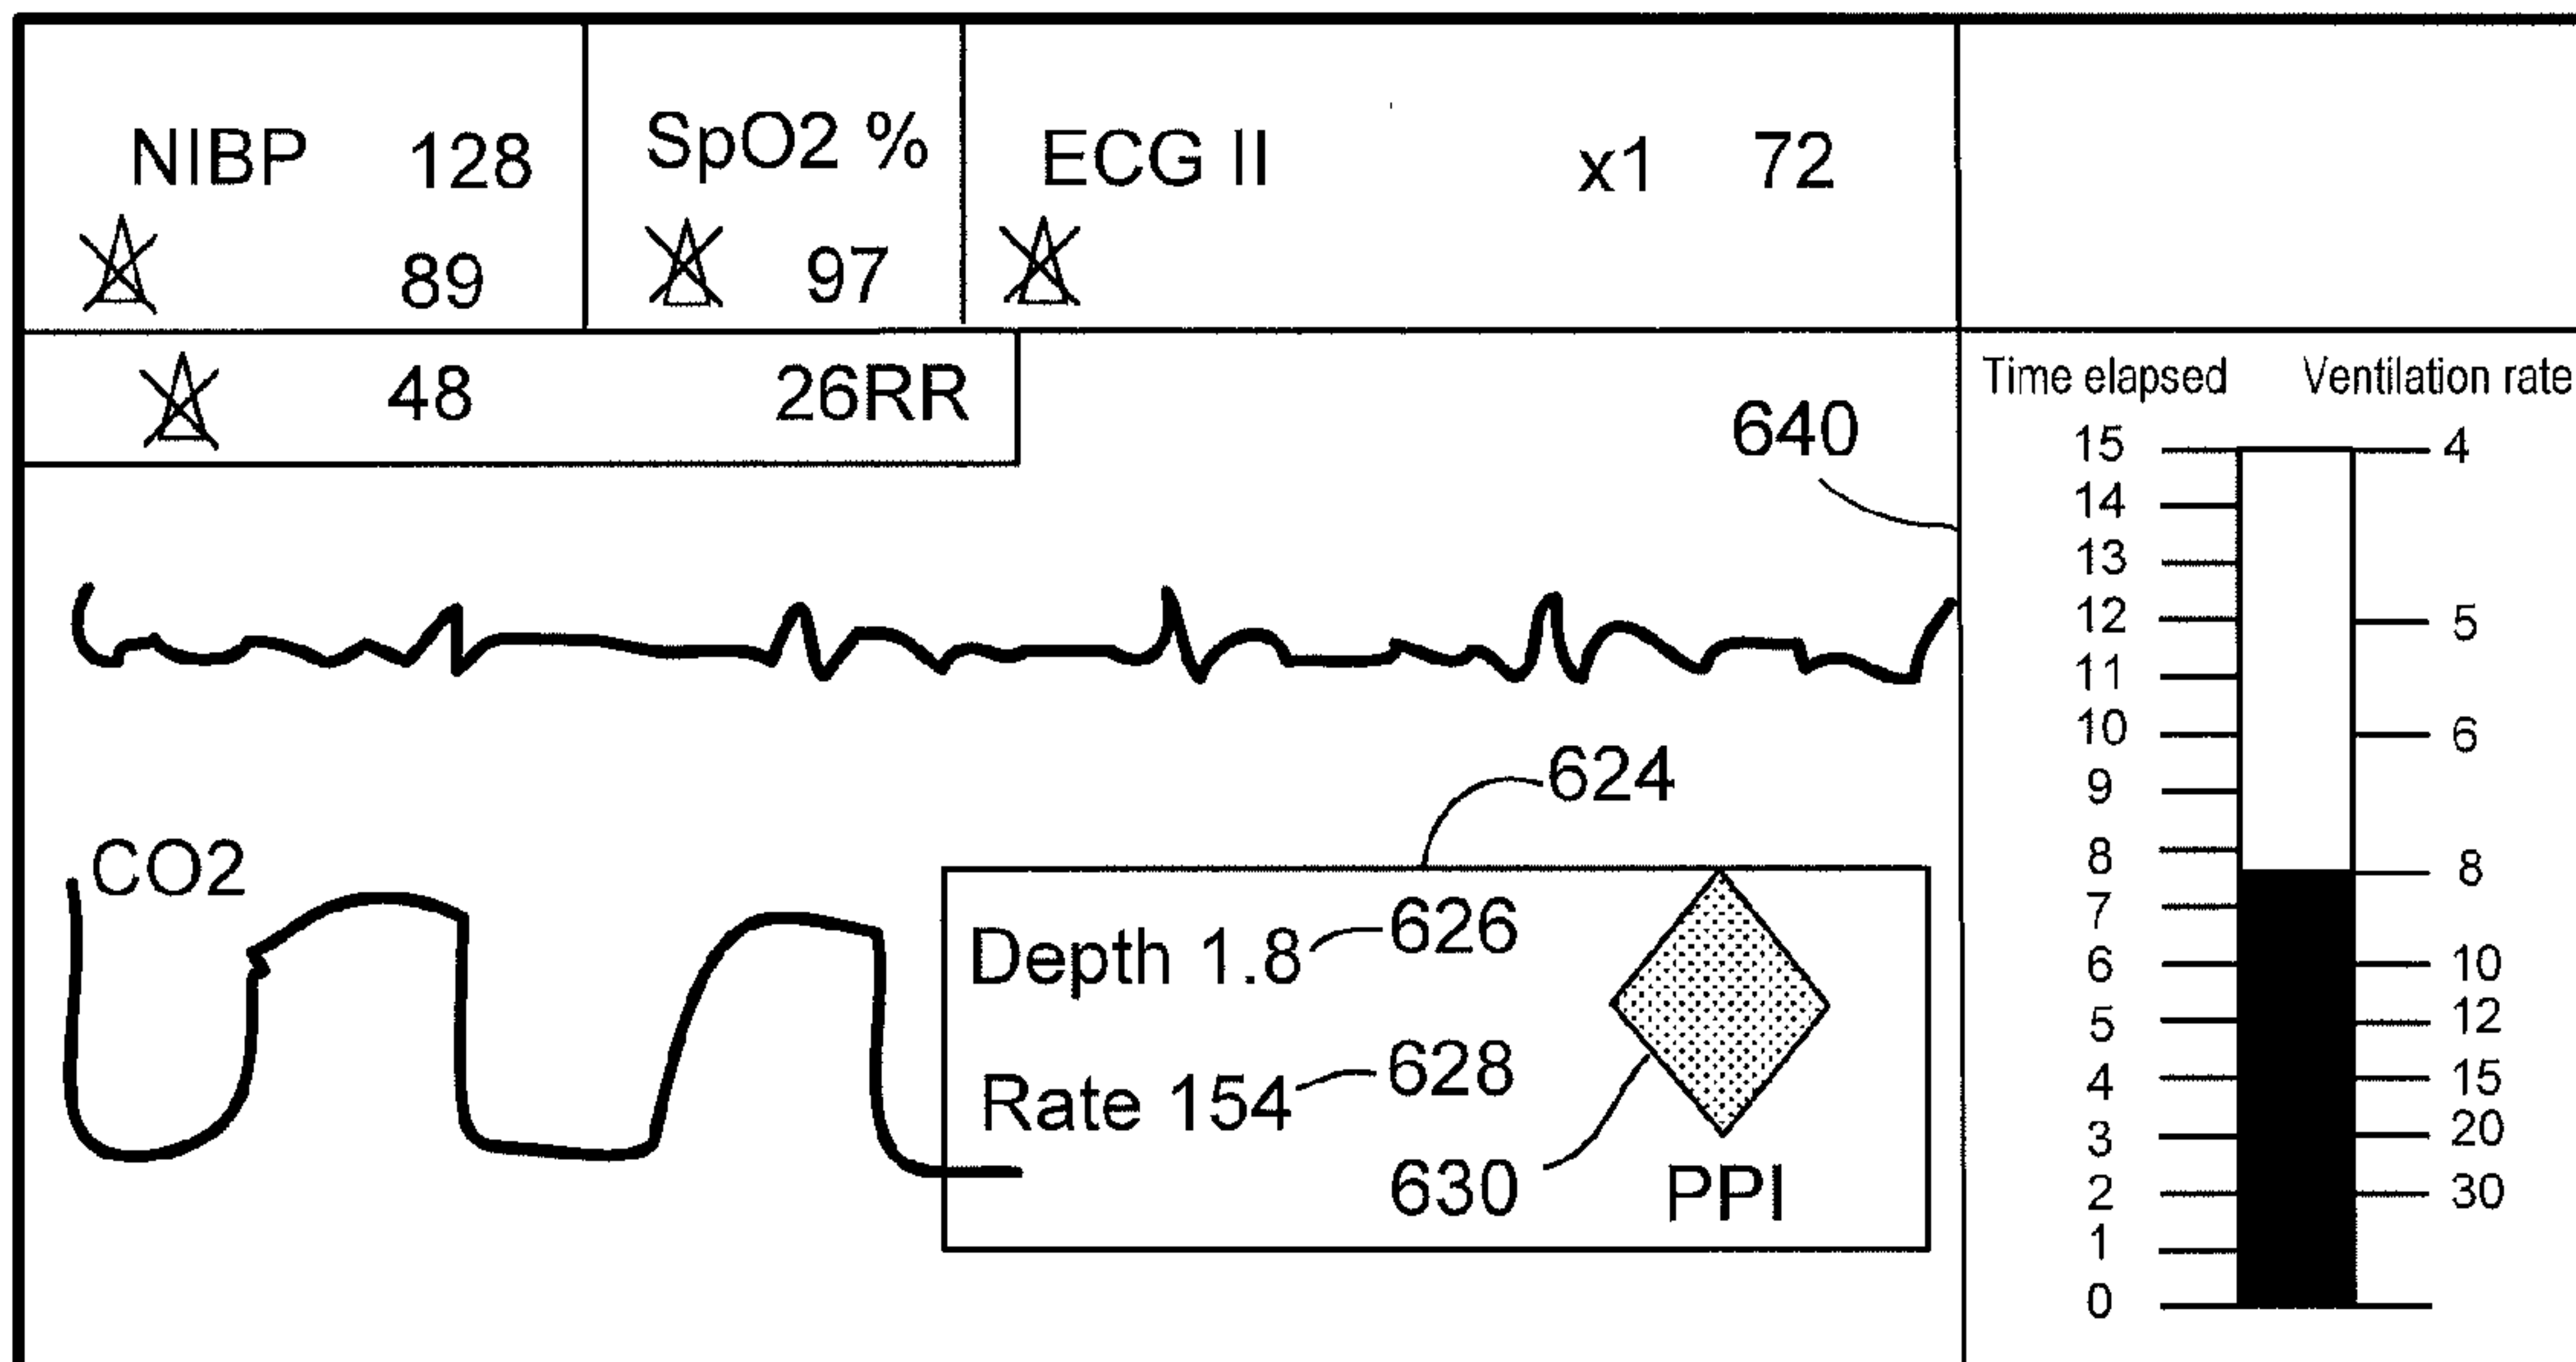 NIBP 128
89
SpO2 %
97
ECG II x1 72
48 26RR
640
624
CO2
Depth 1.8 626
Rate 154 628
630 PPI
Time elapsed Ventilation rate
15 4
14
13
12 5
11
10 6
9
8 8
7
6 10
5 12
4 15
3 20
2 30
1
0